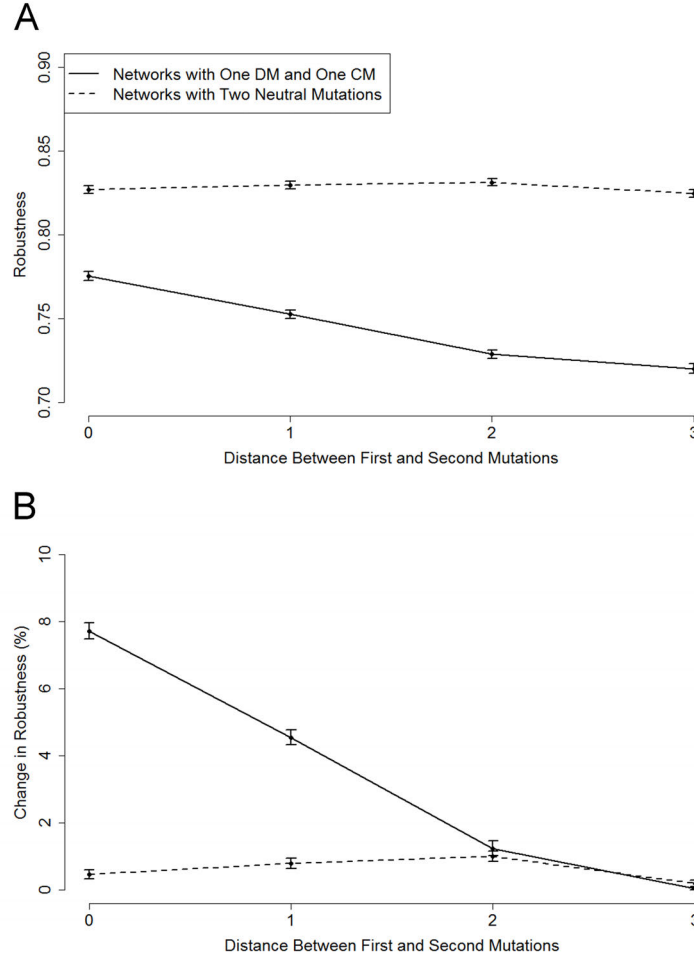 A
0.90
0.85
0.80
0.75
0.70
Robustness
Networks with One DM and One CM
Networks with Two Neutral Mutations
0 1 2 3
Distance Between First and Second Mutations
B
10
8
6
4
2
0
Change in Robustness (%)
0 1 2 3
Distance Between First and Second Mutations